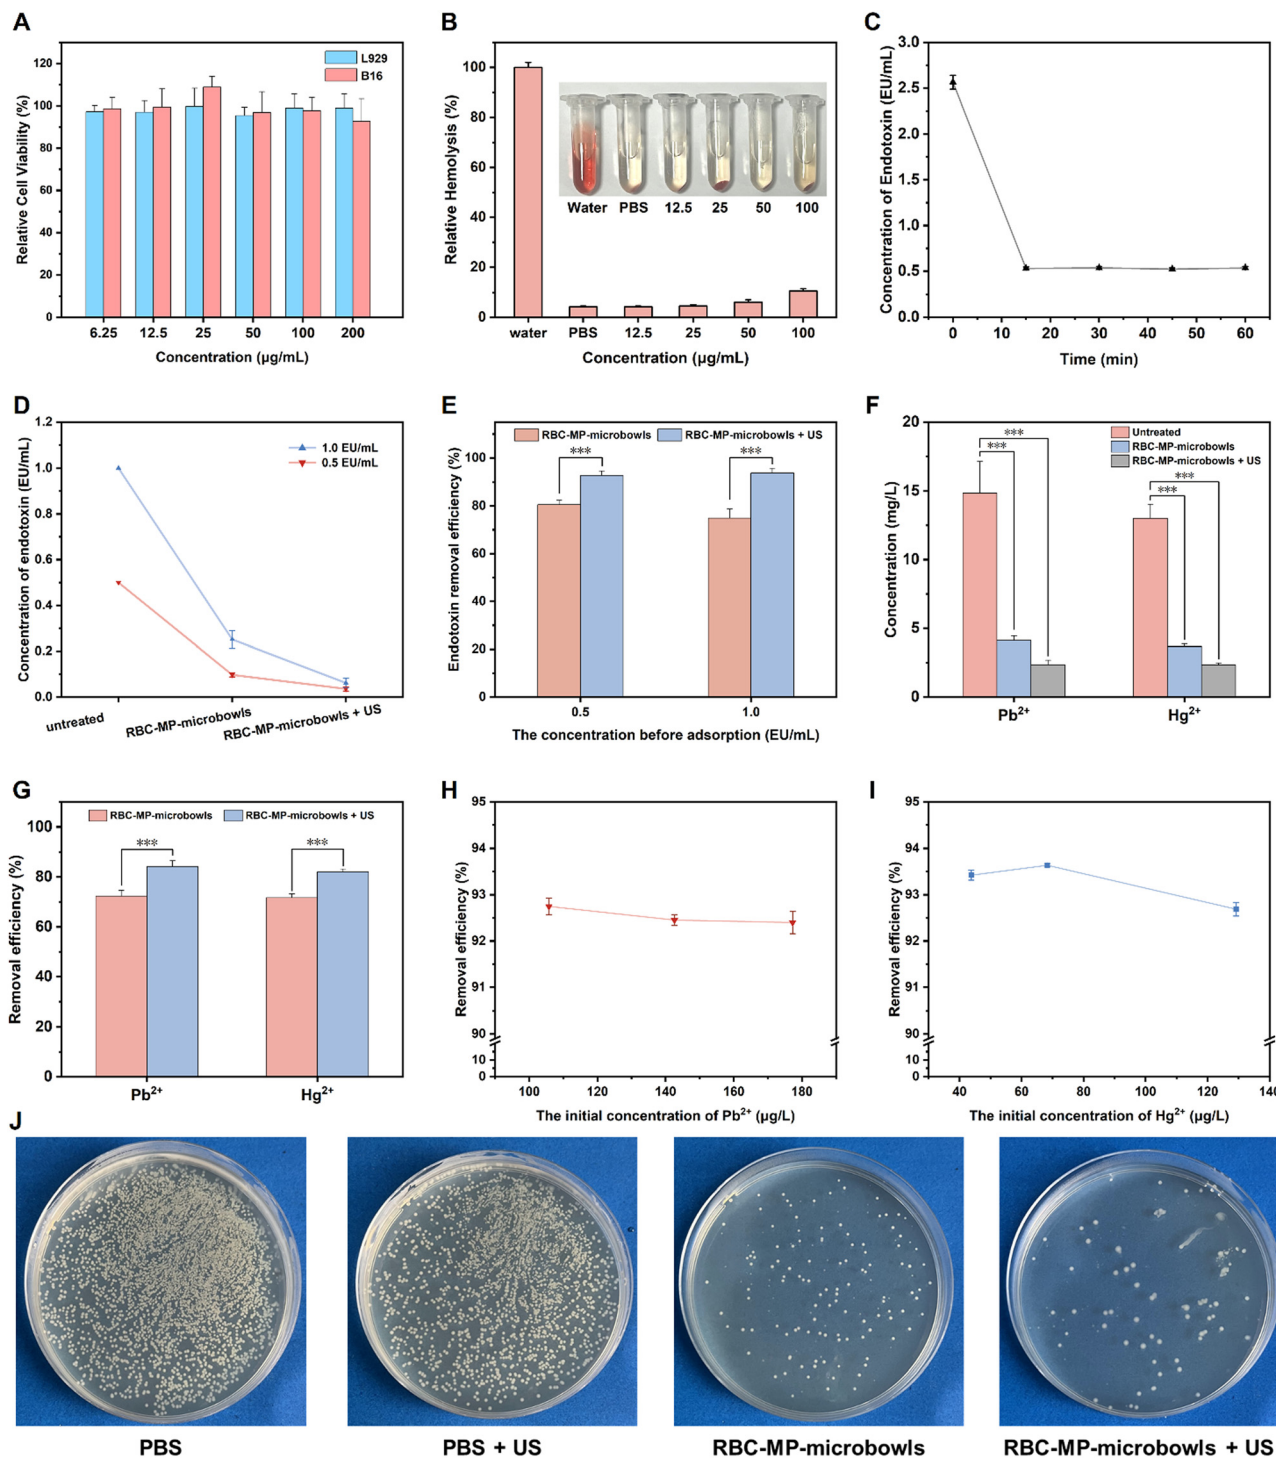 A
Relative Cell Viability (%)
120
100
80
60
40
20
0
L929
B16
6.25 12.5 25 50 100 200
Concentration (µg/mL)
B
Relative Hemolysis (%)
100
80
60
40
20
0
Water PBS 12.5 25 50 100
water PBS 12.5 25 50 100
Concentration (µg/mL)
C
Concentration of Endotoxin (EU/mL)
3.0
2.5
2.0
1.5
1.0
0.5
0.0
0 10 20 30 40 50 60
Time (min)
D
Concentration of endotoxin (EU/mL)
1.2
1.0
0.8
0.6
0.4
0.2
0.0
1.0 EU/mL
0.5 EU/mL
untreated RBC-MP-microbowls RBC-MP-microbowls + US
E
Endotoxin removal efficiency (%)
100
80
60
40
20
0
RBC-MP-microbowls RBC-MP-microbowls + US
*** ***
0.5 1.0
The concentration before adsorption (EU/mL)
F
Concentration (mg/L)
20
15
10
5
0
Untreated
RBC-MP-microbowls
RBC-MP-microbowls + US
***
***
***
***
Pb²⁺ Hg²⁺
G
Removal efficiency (%)
100
80
60
40
20
0
RBC-MP-microbowls RBC-MP-microbowls + US
*** ***
Pb²⁺ Hg²⁺
H
Removal efficiency (%)
95
94
93
92
91
90
10
0
100 120 140 160 180
The initial concentration of Pb²⁺ (µg/L)
I
Removal efficiency (%)
95
94
93
92
91
90
10
0
40 60 80 100 120 140
The initial concentration of Hg²⁺ (µg/L)
J
PBS PBS + US RBC-MP-microbowls RBC-MP-microbowls + US